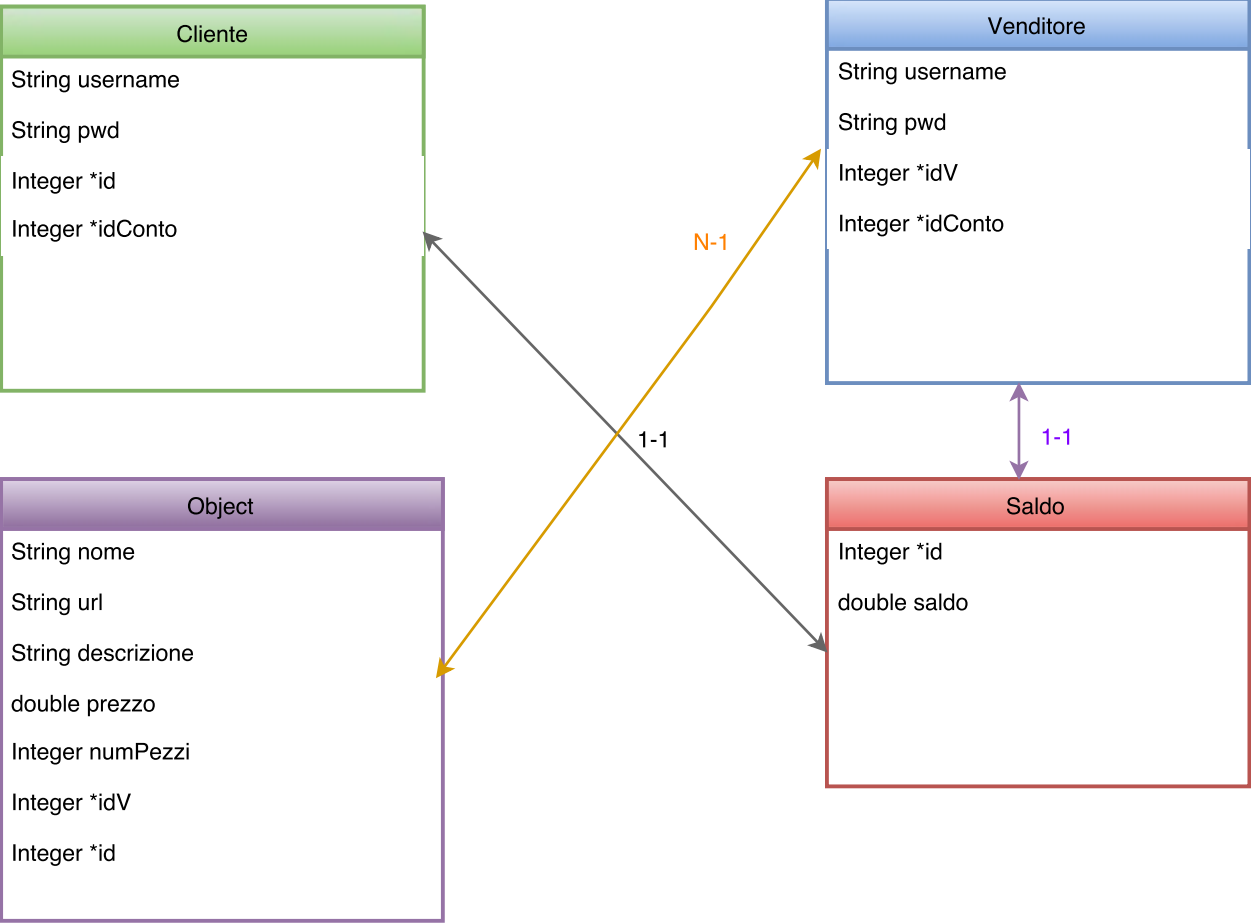 Cliente
String username
String pwd
Integer *id
Integer *idConto
Venditore
String username
String pwd
Integer *idV
Integer *idConto
N-1
1-1
1-1
Object
String nome
String url
String descrizione
double prezzo
Integer numPezzi
Integer *idV
Integer *id
Saldo
Integer *id
double saldo